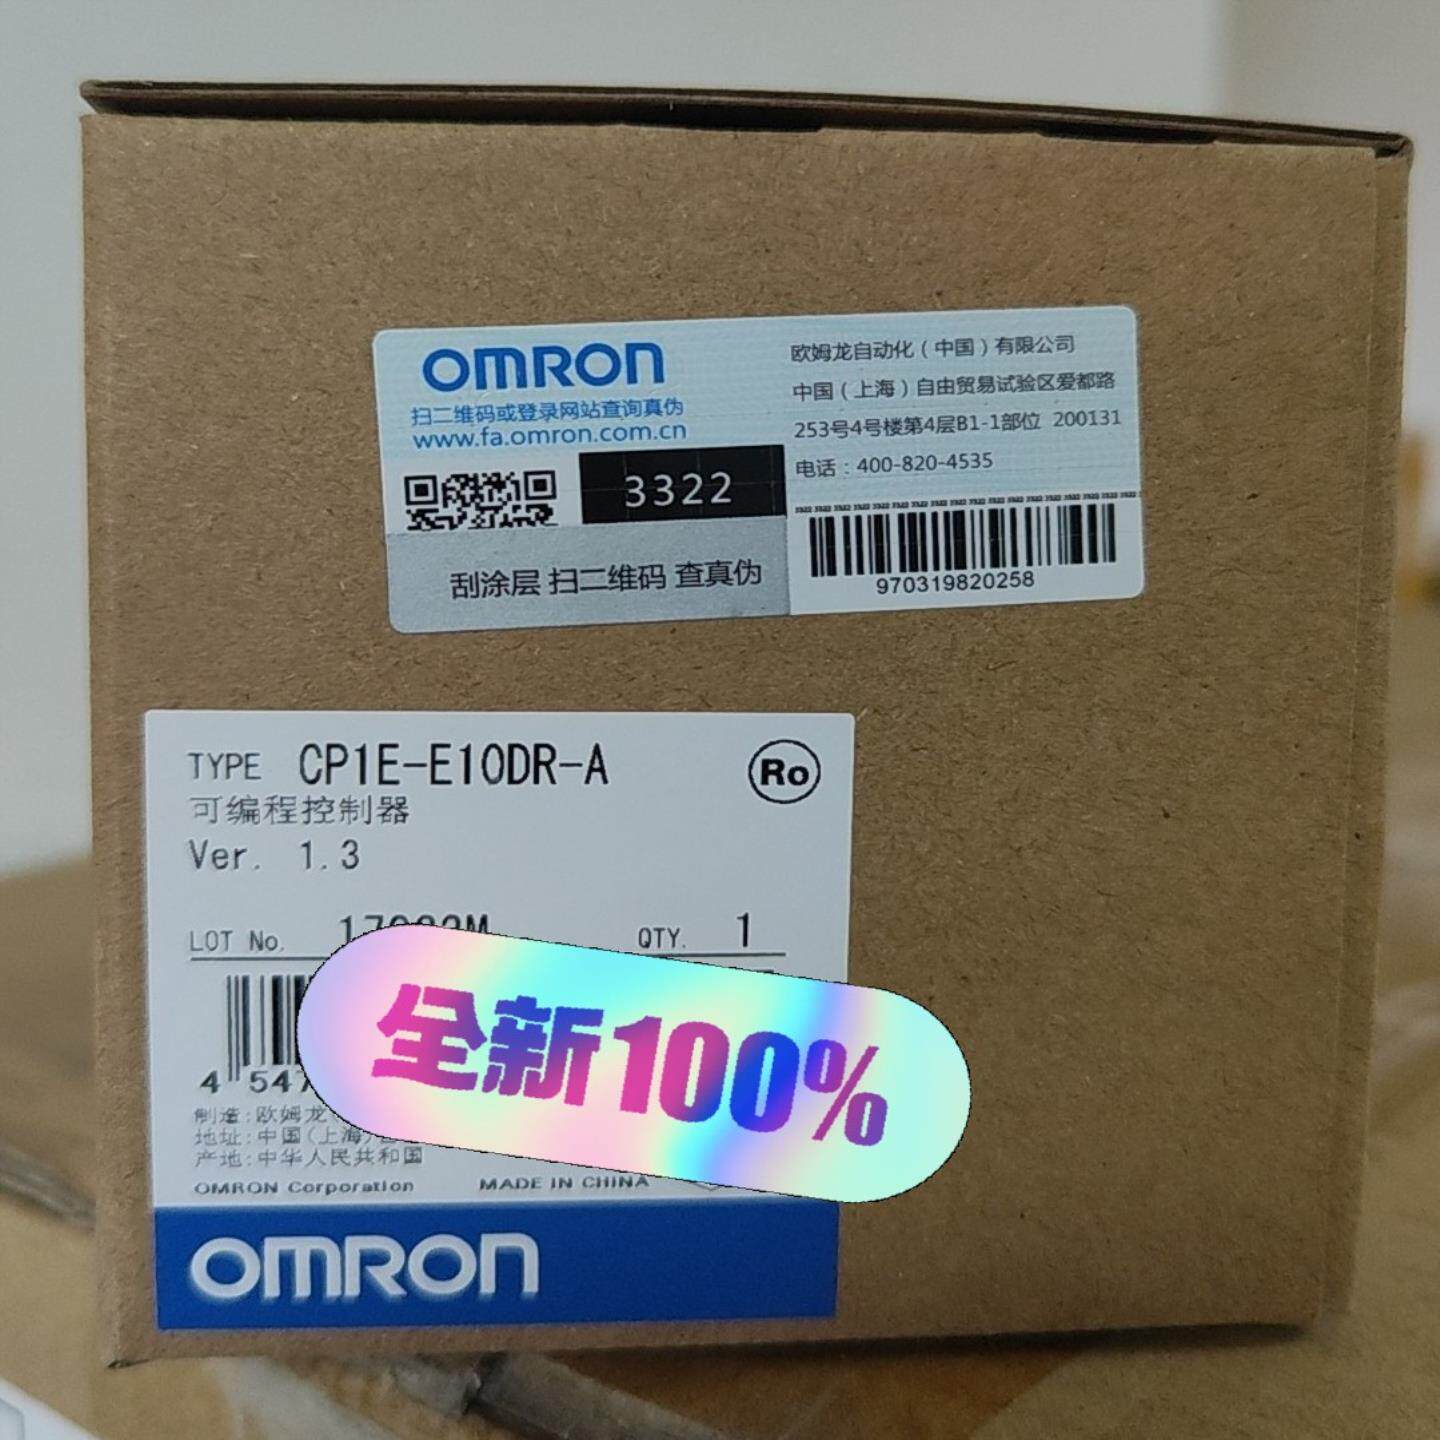 OMRON
扫二维码或登录网站查询真伪
www.fa.omron.com.cn
3322
刮涂层 扫二维码 查真伪
欧姆龙自动化(中国)有限公司
中国(上海)自由贸易试验区爱都路
253号4号楼第4层B1-1部位 200131
电话:400-820-4535
970319820258
TYPE CP1E-E10DR-A
Ro
可编程控制器
Ver. 1.3
LOT No.
QTY. 1
全新100%
4 547
制造:欧姆龙
地址:中国(上海)
产地:中华人民共和国
OMRON Corporation MADE IN CHINA
OMRON